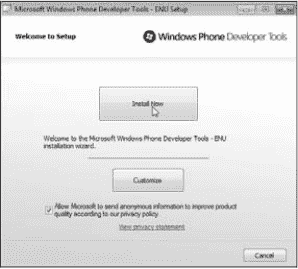 Microsoft Windows Phone Developer Tools - ENU Setup
Welcome to Setup
Windows Phone Developer Tools
Install Now
Welcome to the Microsoft Windows Phone Developer Tools - ENU
installation wizard.
Customize
Allow Microsoft to send anonymous information to improve product
quality according to our privacy policy.
View privacy statement
Cancel